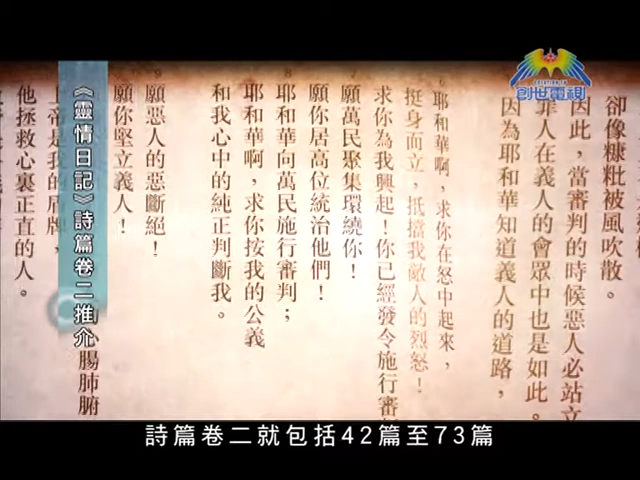 創世電視
CREATION TV
卻像糠粃被風吹散。
因此，當審判的時候惡人必站立
罪人在義人的會眾中也是如此。
因為耶和華知道義人的道路，
耶和華啊，求你在怒中起來，
挺身而立，抵擋我敵人的烈怒！
求你為我興起！你已經發令施行審
願萬民聚集環繞你！
願你居高位統治他們！
耶和華向萬民施行審判；
耶和華啊，求你按我的公義
和我心中的純正判斷我。
9願惡人的惡斷絕！
願你堅立義人！
腸肺腑
《靈情日記》詩篇卷二推介
帝是我的盾牌，
他拯救心裏正直的人。
詩篇卷二就包括42篇至73篇